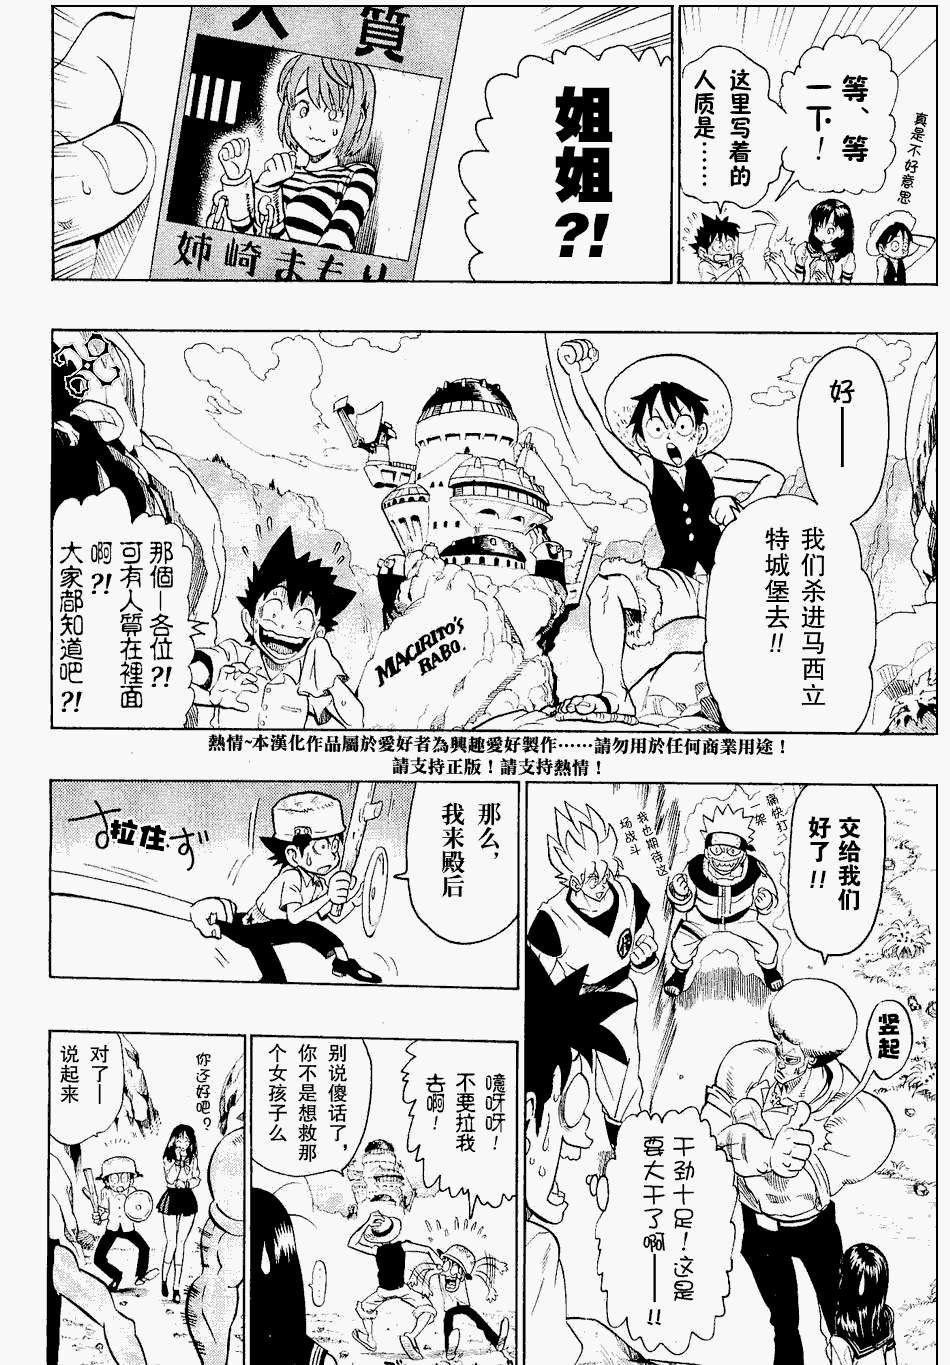 等、等
一下！
这里写着的
人质是……
真是不好意思
姐姐
?!
人質
姉崎まもり
好——
我们杀进马西立
特城堡去!!
MACIRITO'S
RABO.
那個—各位?!
可有人質在裡面
啊?!
大家都知道吧?!
熱情~本漢化作品屬於愛好者為興趣愛好製作……請勿用於任何商業用途！
請支持正版！請支持熱情！
交给我们
好了!!
痛快打
架
我也期待这
场战斗
竖起
干劲十足！这是
要大干了啊
——!!
那么,
我来殿后
拉住
噫呀呀！
不要拉我
去啊！
别说傻话了,
你不是想救那
个女孩子么
你还好吧?
对了—
说起来